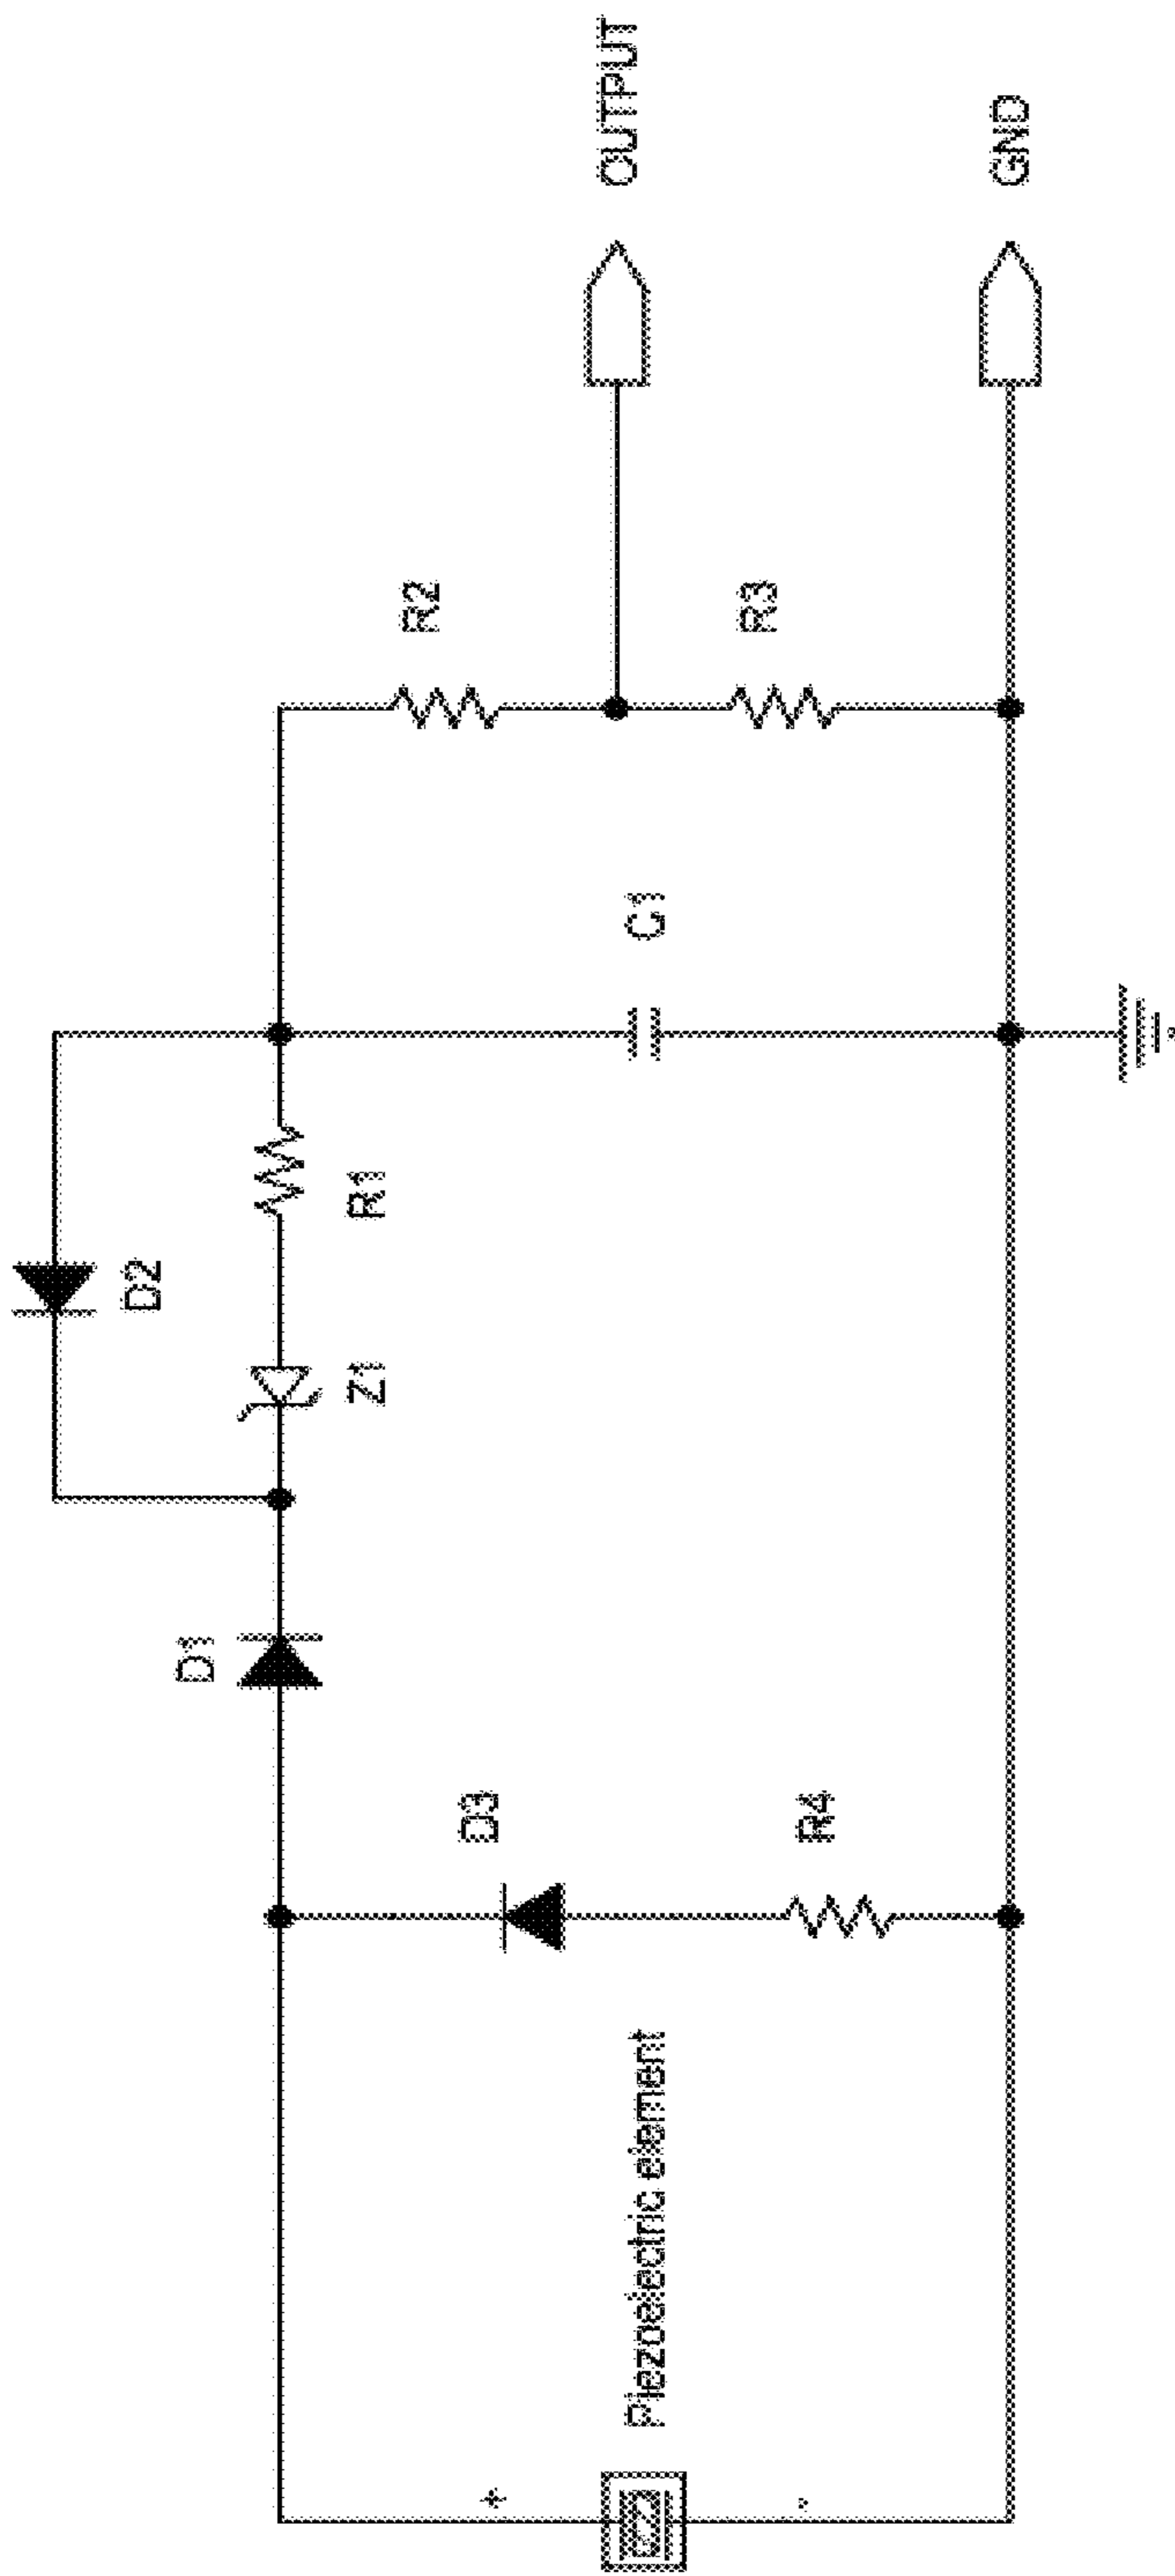 Piezoelectric element
+
-
D3
R4
D1
D2
Z1
R1
C1
R2
R3
OUTPUT
GND